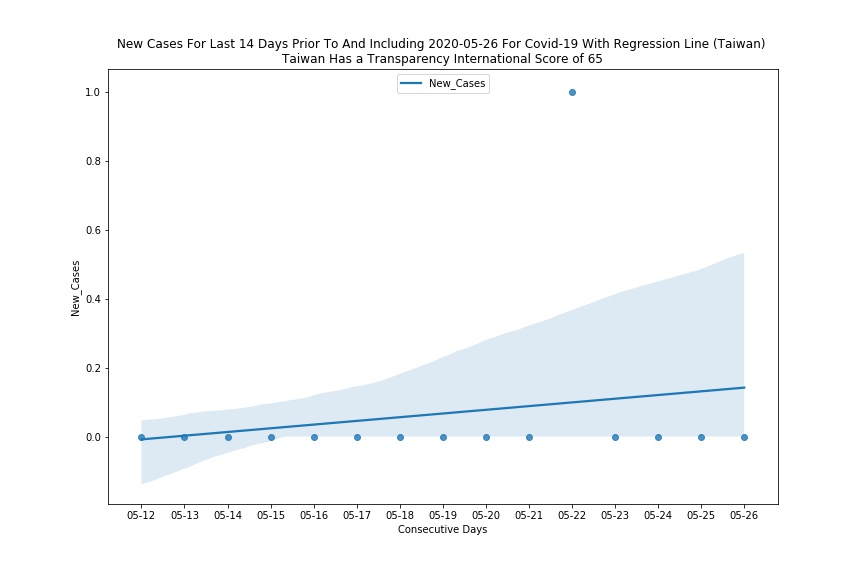 New Cases For Last 14 Days Prior To And Including 2020-05-26 For Covid-19 With Regression Line (Taiwan)
Taiwan Has a Transparency International Score of 65
New_Cases
1.0
0.8
0.6
0.4
0.2
0.0
New_Cases
05-12 05-13 05-14 05-15 05-16 05-17 05-18 05-19 05-20 05-21 05-22 05-23 05-24 05-25 05-26
Consecutive Days